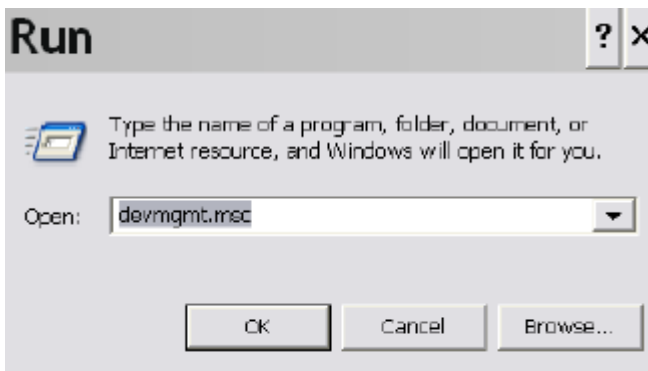 Run
?
Type the name of a program, folder, document, or
Internet resource, and Windows will open it for you.
Open: devmgmt.msc
OK Cancel Browse...